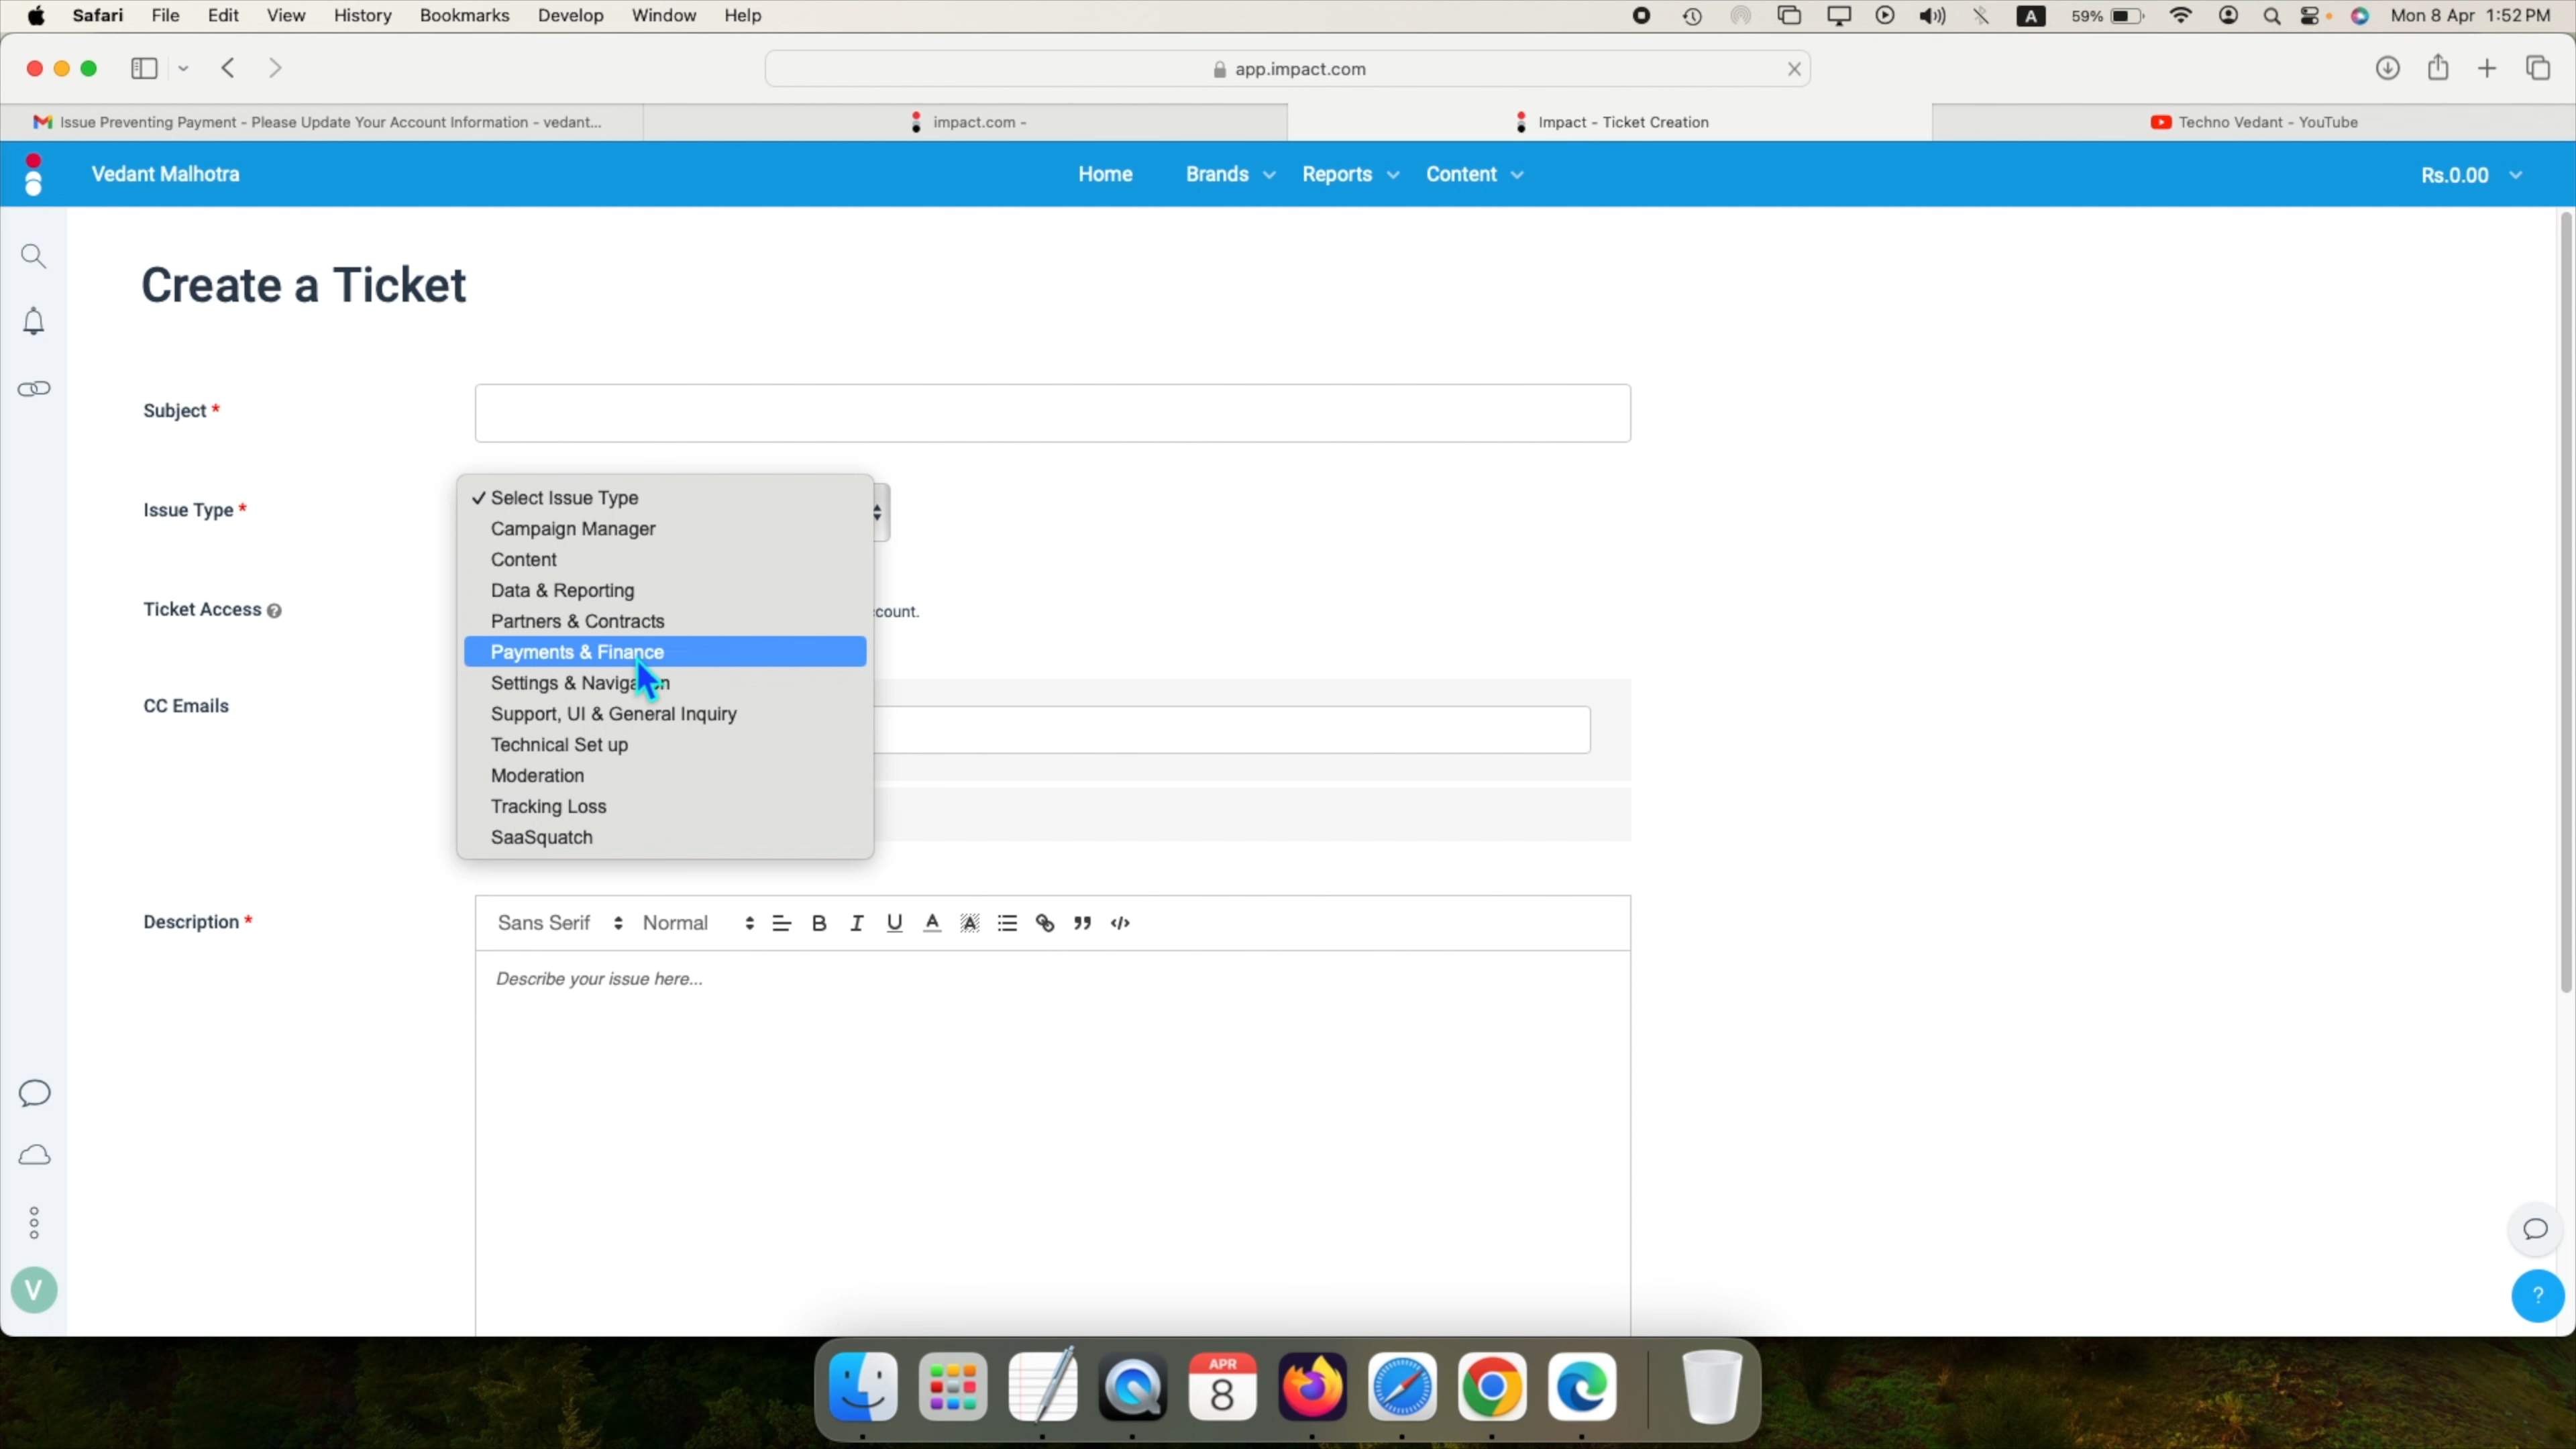 Safari File Edit View History Bookmarks Develop Window Help A 59% Mon 8 Apr 1:52 PM
app.impact.com
Issue Preventing Payment - Please Update Your Account Information - vedant...
impact.com -
Impact - Ticket Creation
Techno Vedant - YouTube
Vedant Malhotra Home Brands Reports Content Rs.0.00
Create a Ticket
Subject *
Issue Type *
✓ Select Issue Type
Campaign Manager
Content
Data & Reporting
Partners & Contracts
Payments & Finance
Settings &
Support, UI & General Inquiry
Technical Set up
Moderation
Tracking Loss
SaaSquatch
Ticket Access ?
count.
CC Emails
Description *
Sans Serif Normal B I U A A
Describe your issue here...
V
?
APR
8